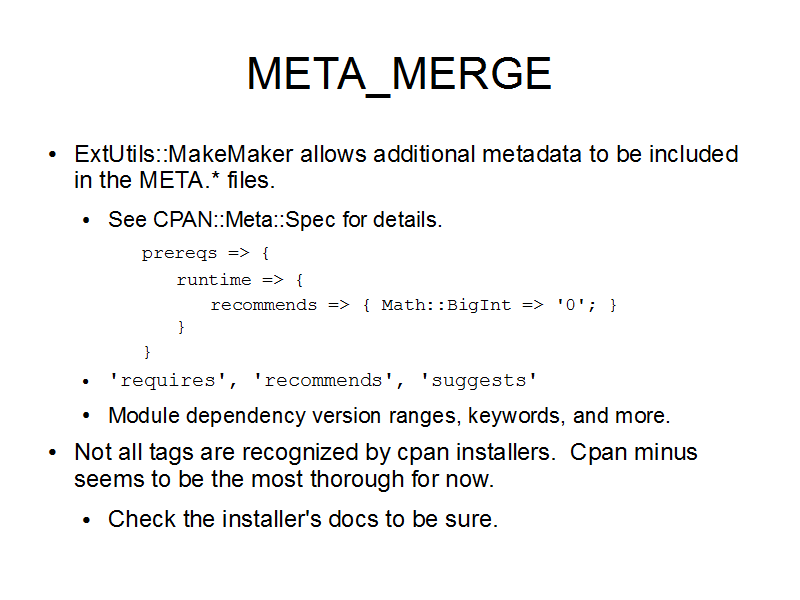 META_MERGE
• ExtUtils::MakeMaker allows additional metadata to be included
in the META.* files.
• See CPAN::Meta::Spec for details.
prereqs => {
runtime => {
recommends => { Math::BigInt => '0'; }
}
}
• 'requires', 'recommends', 'suggests'
• Module dependency version ranges, keywords, and more.
• Not all tags are recognized by cpan installers.  Cpan minus
seems to be the most thorough for now.
• Check the installer's docs to be sure.